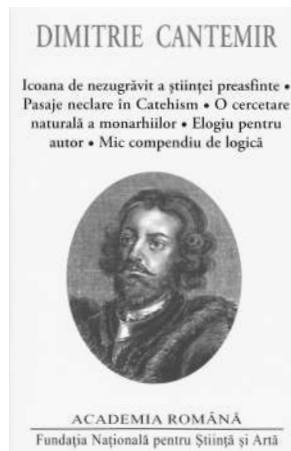 DIMITRIE CANTEMIR
Icoana de nezugrăvit a științei preasfinte •
Pasaje neclare în Catehism • O cercetare
naturală a monarhiilor • Elogiu pentru
autor • Mic compendiu de logică
ACADEMIA ROMÂNĂ
Fundația Națională pentru Știință și Artă